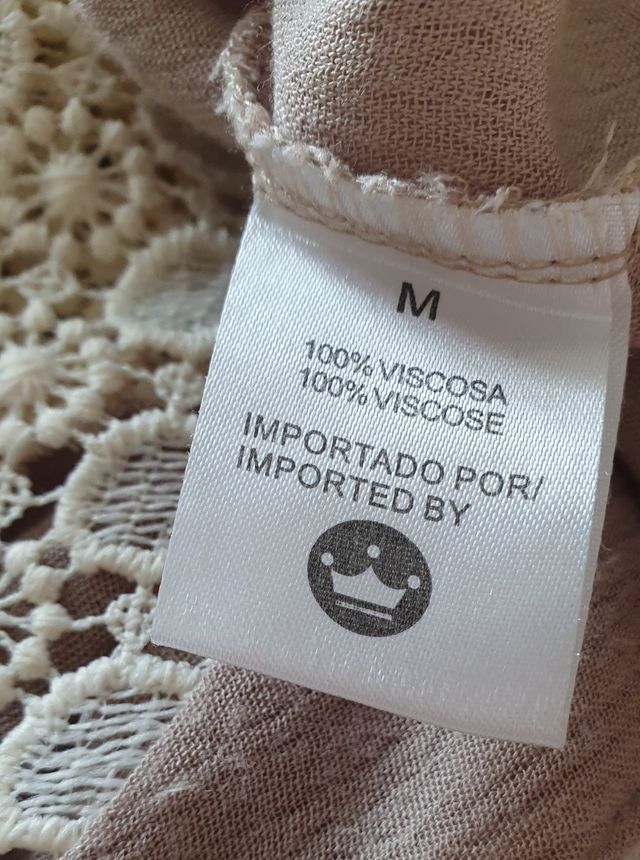 M
100% VISCOSA
100% VISCOSE
IMPORTADO POR/
IMPORTED BY